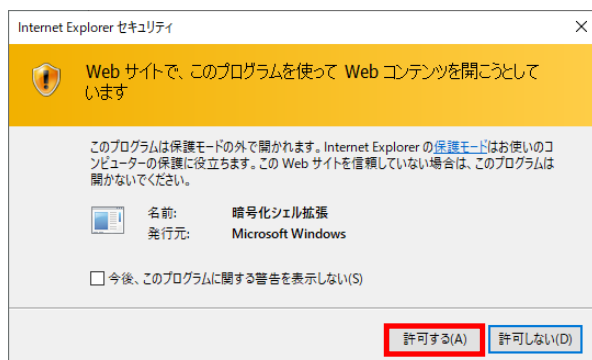 Internet Explorer セキュリティ
Web サイトで、このプログラムを使って Web コンテンツを開こうとして
います
このプログラムは保護モードの外で開かれます。Internet Explorer の保護モードはお使いのコ
ンピューターの保護に役立ちます。この Web サイトを信頼していない場合は、このプログラムは
開かないでください。
名前: 暗号化シェル拡張
発行元: Microsoft Windows
今後、このプログラムに関する警告を表示しない(S)
許可する(A) 許可しない(D)